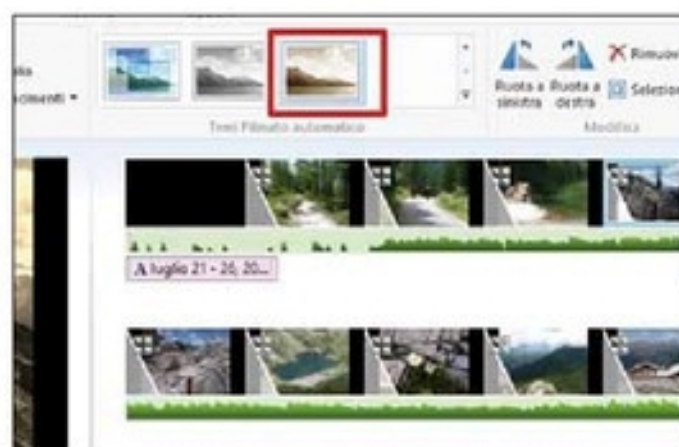 cimenti
Ruota a sinistra
Ruota a destra
Rimuov
Selezion
Temi Filmato automatico
Modifica
A luglio 21 - 26, 20...